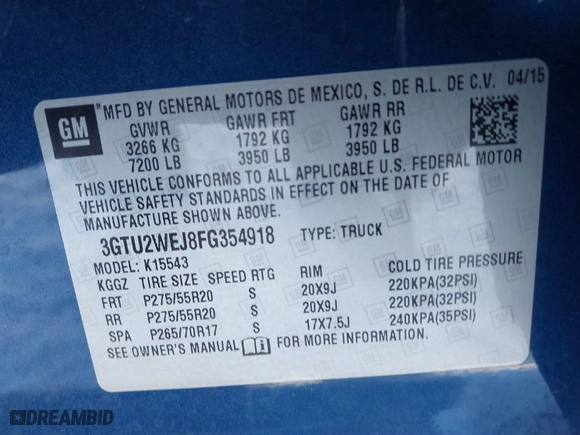 GM
MFD BY GENERAL MOTORS DE MEXICO, S. DE R.L. DE C.V. 04/15
GVWR GAWR FRT GAWR RR
3266 KG 1792 KG 1792 KG
7200 LB 3950 LB 3950 LB
THIS VEHICLE CONFORMS TO ALL APPLICABLE U.S. FEDERAL MOTOR
VEHICLE SAFETY STANDARDS IN EFFECT ON THE DATE OF
MANUFACTURE SHOWN ABOVE.
3GTU2WEJ8FG354918 TYPE: TRUCK
MODEL: K15543
KGGZ TIRE SIZE SPEED RTG RIM COLD TIRE PRESSURE
FRT P275/55R20 S 20X9J 220KPA(32PSI)
RR P275/55R20 S 20X9J 220KPA(32PSI)
SPA P265/70R17 S 17X7.5J 240KPA(35PSI)
SEE OWNER'S MANUAL FOR MORE INFORMATION.
DREAMBID